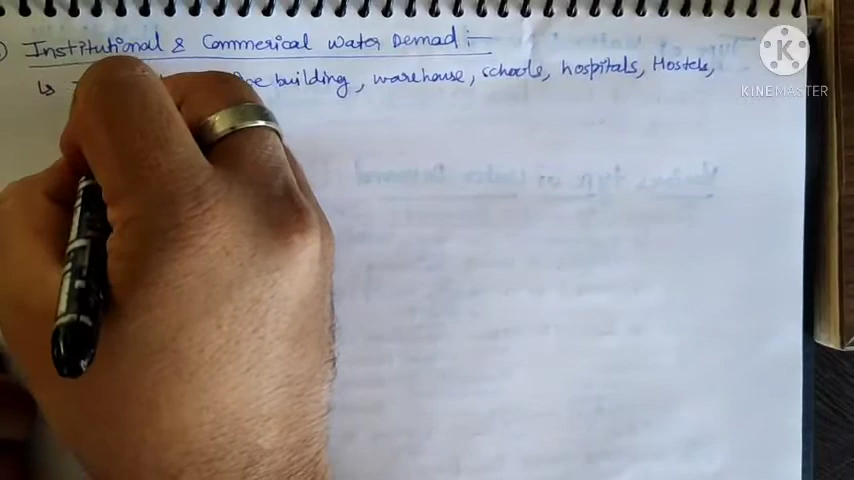 Institutional & Commerical Water Demad :-
building, warehouse, schools, hospitals, Hostels,
KINEMASTER